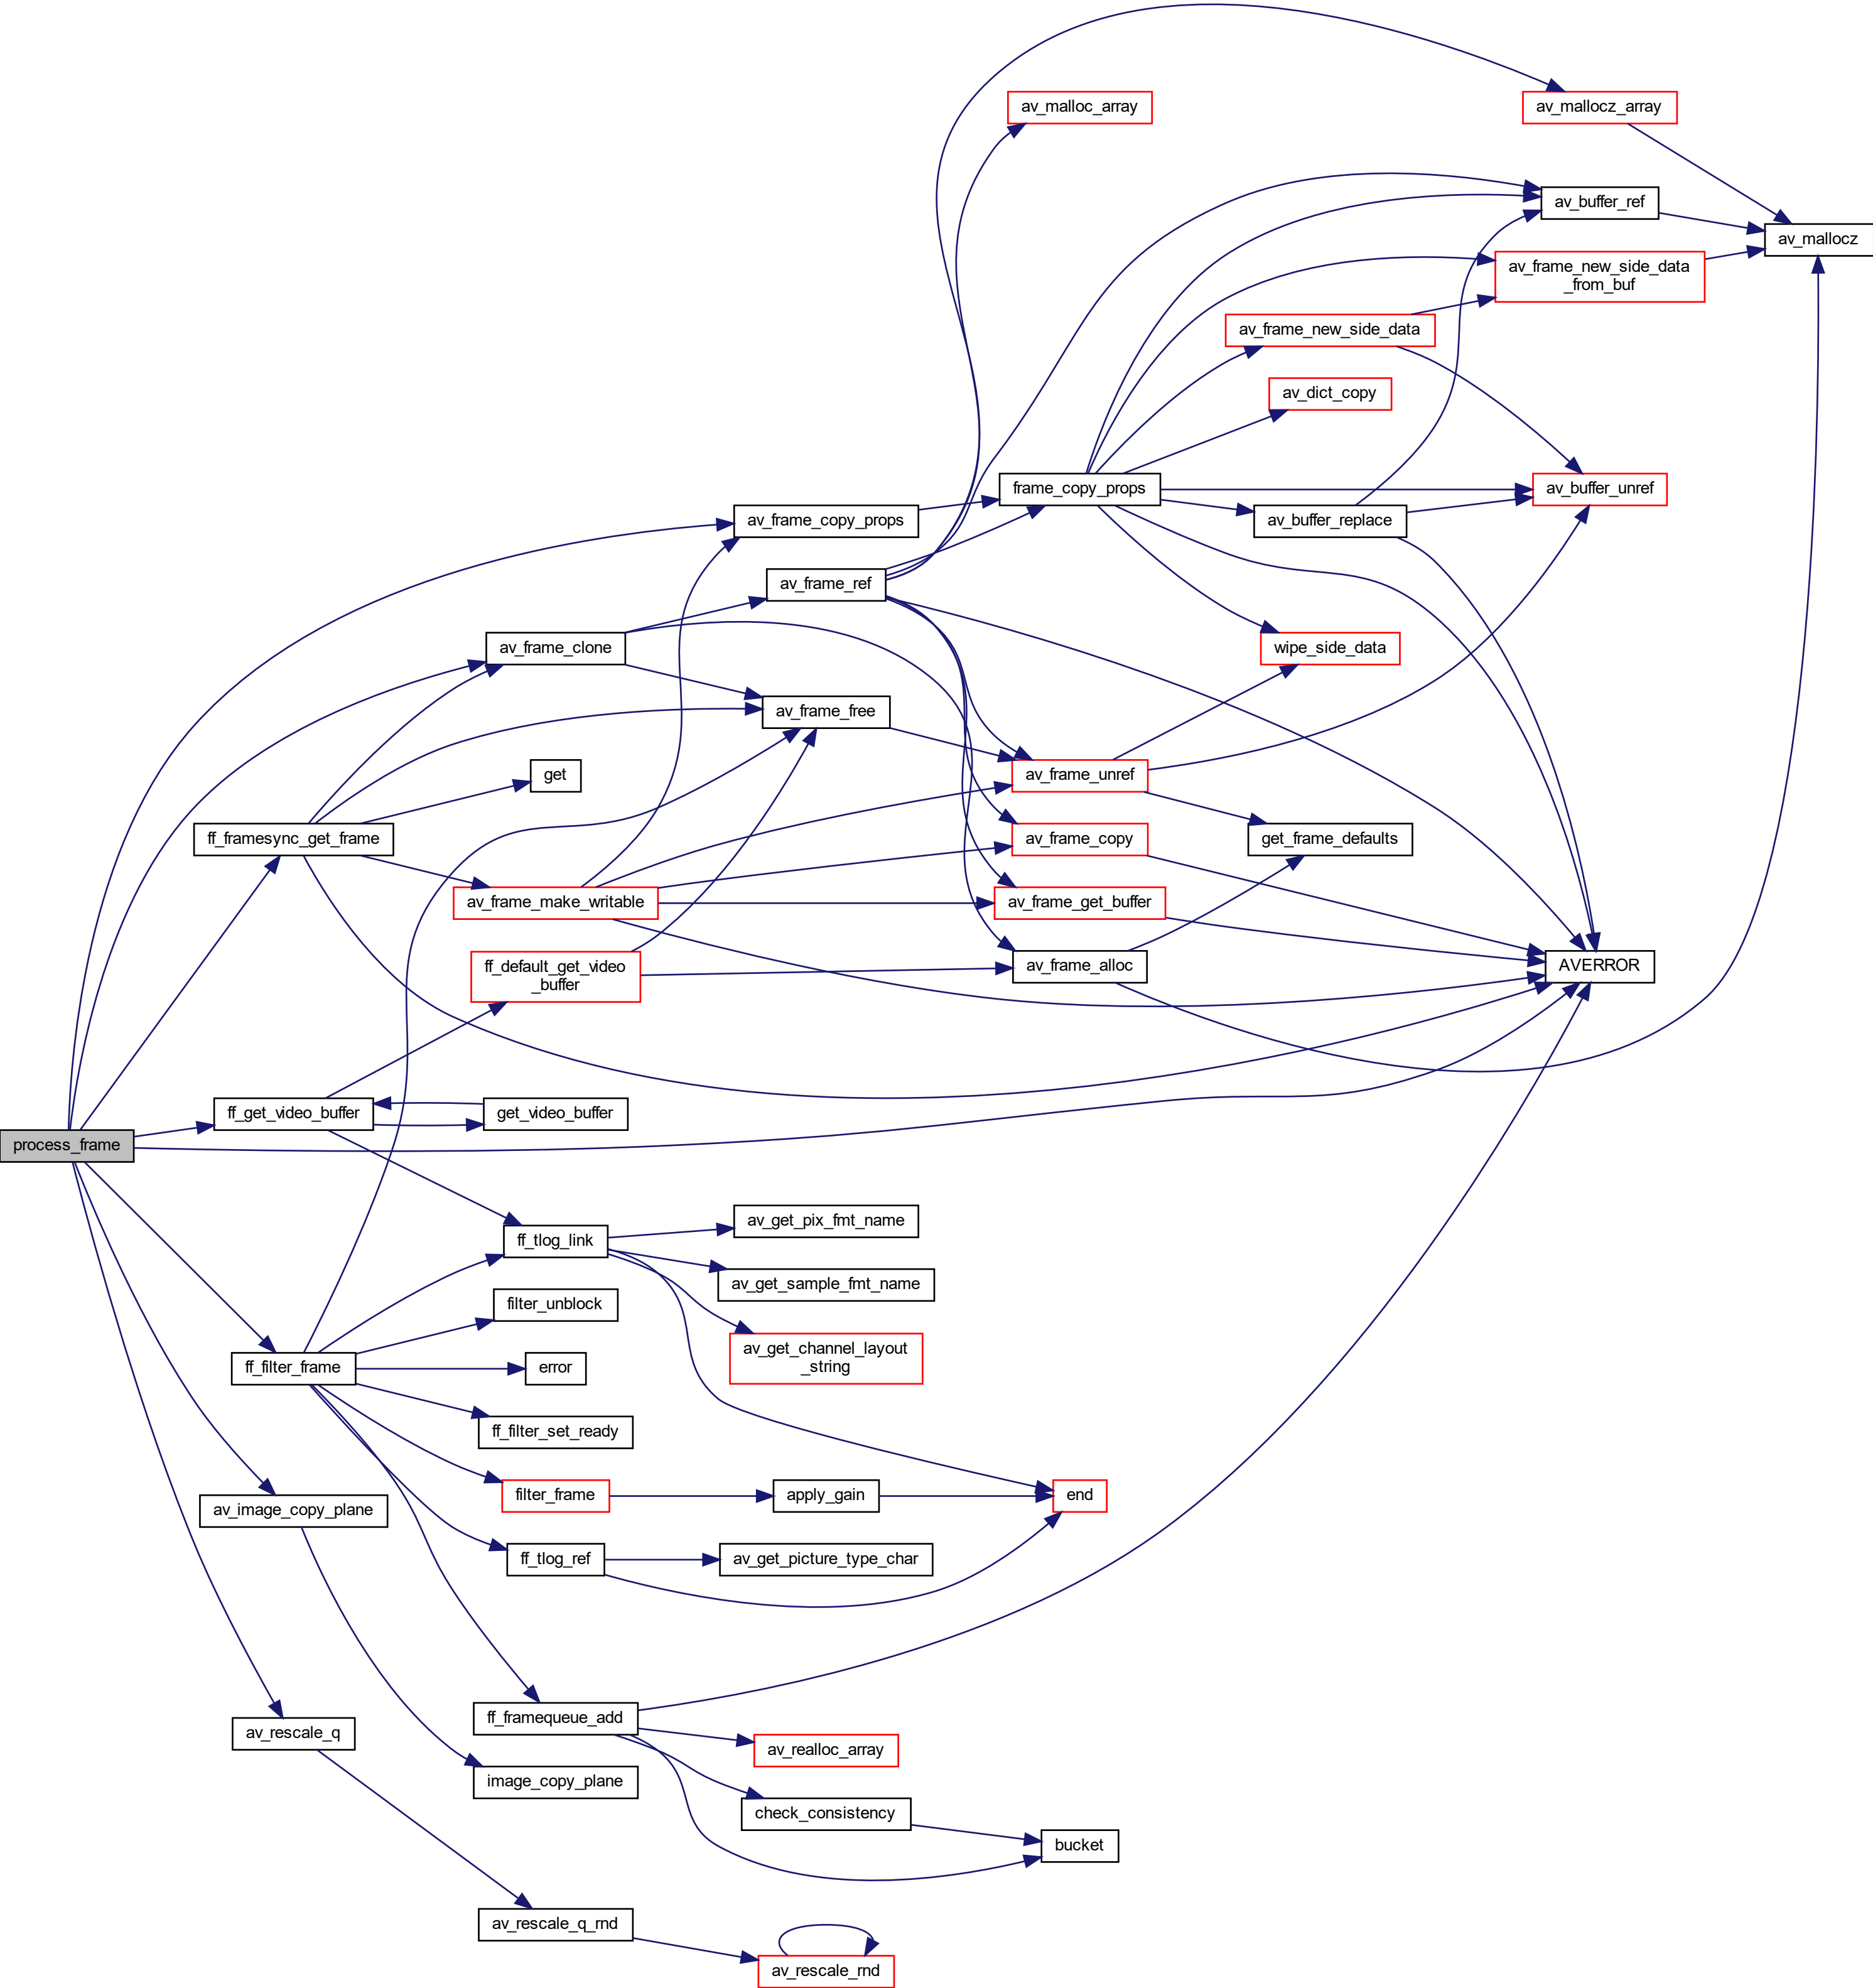 av_malloc_array
av_mallocz_array
av_buffer_ref
av_mallocz
av_frame_new_side_data
_from_buf
av_frame_new_side_data
av_dict_copy
frame_copy_props
av_buffer_unref
av_frame_copy_props
av_buffer_replace
av_frame_ref
av_frame_clone
wipe_side_data
av_frame_free
get
av_frame_unref
ff_framesync_get_frame
av_frame_copy
get_frame_defaults
av_frame_make_writable
av_frame_get_buffer
ff_default_get_video
_buffer
av_frame_alloc
AVERROR
ff_get_video_buffer
get_video_buffer
process_frame
av_get_pix_fmt_name
ff_tlog_link
av_get_sample_fmt_name
filter_unblock
av_get_channel_layout
_string
ff_filter_frame
error
ff_filter_set_ready
filter_frame
apply_gain
end
av_image_copy_plane
ff_tlog_ref
av_get_picture_type_char
ff_framequeue_add
av_rescale_q
av_realloc_array
image_copy_plane
check_consistency
bucket
av_rescale_q_rnd
av_rescale_rnd